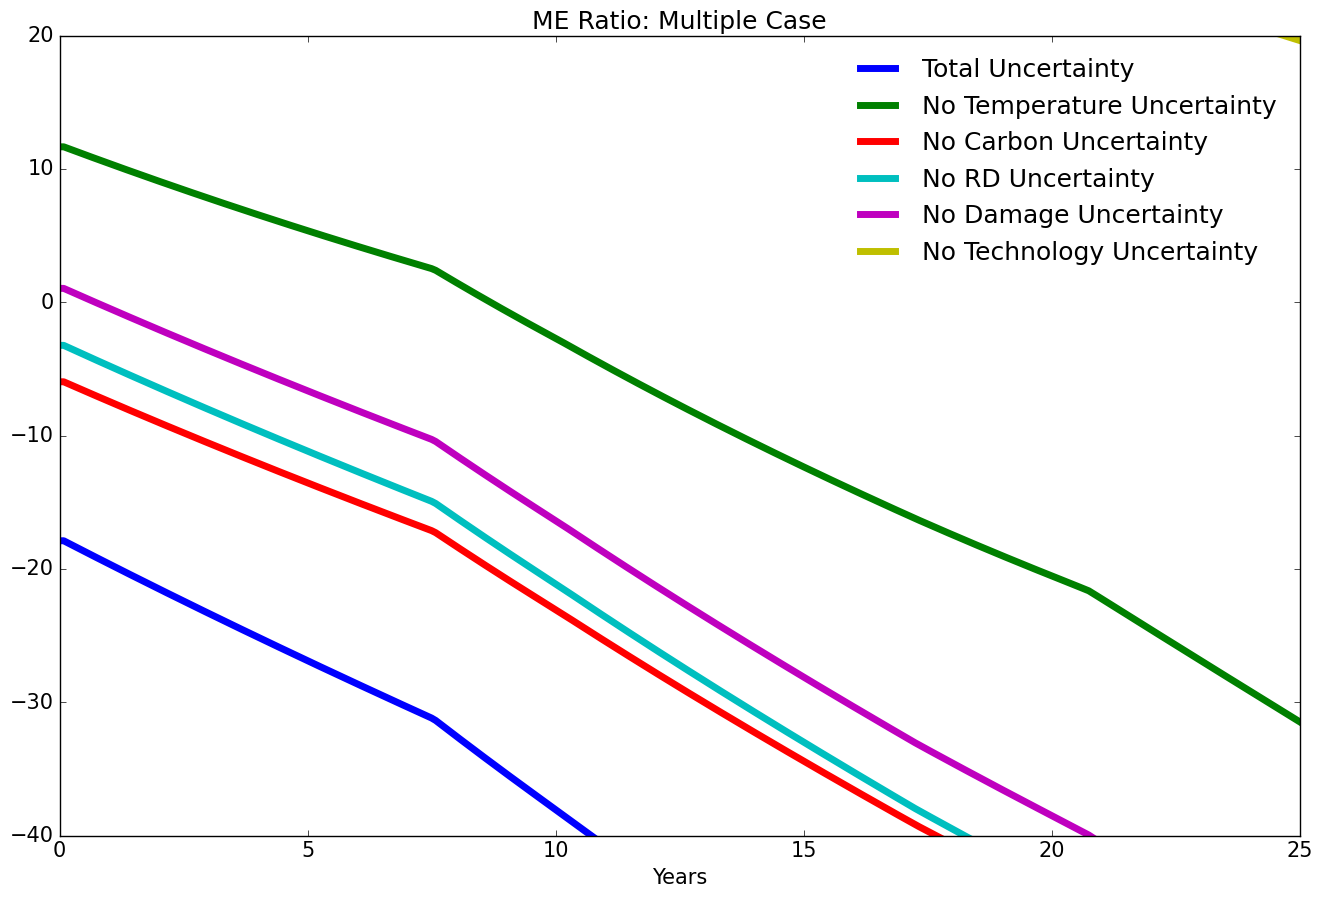 ME Ratio: Multiple Case
20
10
0
−10
−20
−30
−40
Total Uncertainty
No Temperature Uncertainty
No Carbon Uncertainty
No RD Uncertainty
No Damage Uncertainty
No Technology Uncertainty
0 5 10 15 20 25
Years